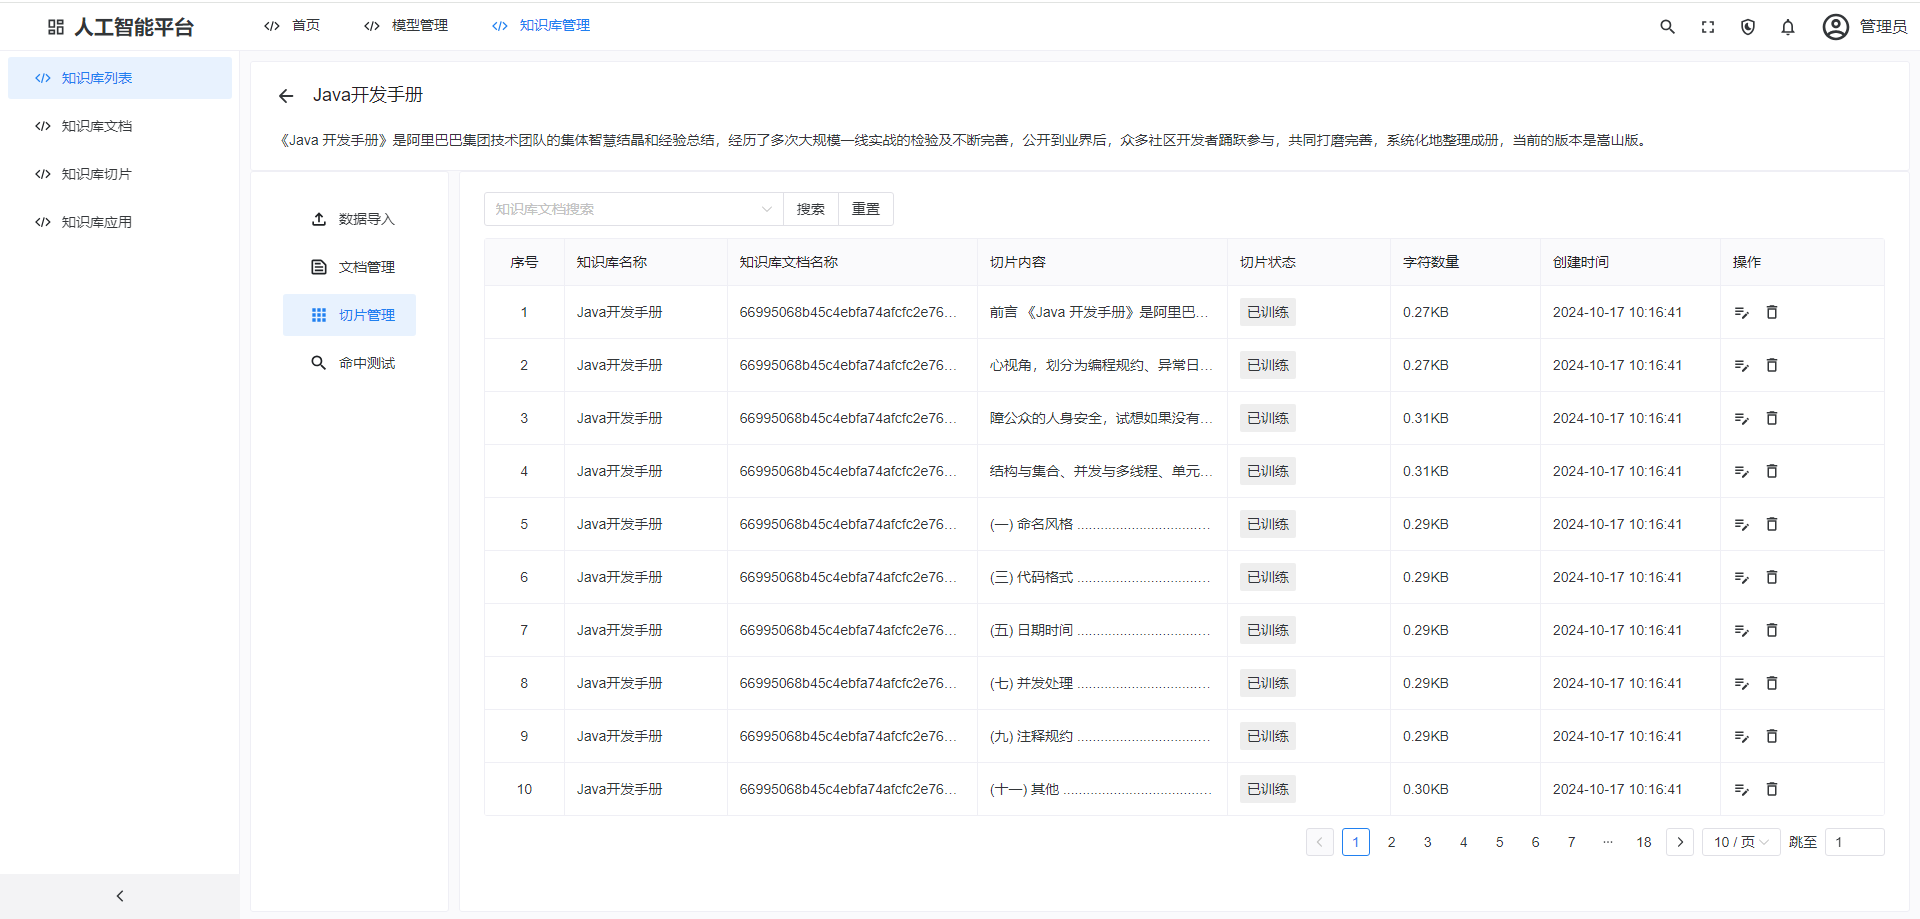 人工智能平台
首页
模型管理
知识库管理
管理员
知识库列表
知识库文档
知识库切片
知识库应用
Java开发手册
《Java 开发手册》是阿里巴巴集团技术团队的集体智慧结晶和经验总结，经历了多次大规模一线实战的检验及不断完善，公开到业界后，众多社区开发者踊跃参与，共同打磨完善，系统化地整理成册，当前的版本是嵩山版。
数据导入
文档管理
切片管理
命中测试
知识库文档搜索 搜索 重置
序号 知识库名称 知识库文档名称 切片内容 切片状态 字符数量 创建时间 操作
1 Java开发手册 66995068b45c4ebfa74afcfc2e76... 前言 《Java 开发手册》是阿里巴... 已训练 0.27KB 2024-10-17 10:16:41
2 Java开发手册 66995068b45c4ebfa74afcfc2e76... 心视角，划分为编程规约、异常日... 已训练 0.27KB 2024-10-17 10:16:41
3 Java开发手册 66995068b45c4ebfa74afcfc2e76... 障公众的人身安全，试想如果没有... 已训练 0.31KB 2024-10-17 10:16:41
4 Java开发手册 66995068b45c4ebfa74afcfc2e76... 结构与集合、并发与多线程、单元... 已训练 0.31KB 2024-10-17 10:16:41
5 Java开发手册 66995068b45c4ebfa74afcfc2e76... (一) 命名风格 .................................. 已训练 0.29KB 2024-10-17 10:16:41
6 Java开发手册 66995068b45c4ebfa74afcfc2e76... (三) 代码格式 .................................. 已训练 0.29KB 2024-10-17 10:16:41
7 Java开发手册 66995068b45c4ebfa74afcfc2e76... (五) 日期时间 .................................. 已训练 0.29KB 2024-10-17 10:16:41
8 Java开发手册 66995068b45c4ebfa74afcfc2e76... (七) 并发处理 .................................. 已训练 0.29KB 2024-10-17 10:16:41
9 Java开发手册 66995068b45c4ebfa74afcfc2e76... (九) 注释规约 .................................. 已训练 0.29KB 2024-10-17 10:16:41
10 Java开发手册 66995068b45c4ebfa74afcfc2e76... (十一) 其他 ...................................... 已训练 0.30KB 2024-10-17 10:16:41
1 2 3 4 5 6 7 ··· 18 10 / 页 跳至 1